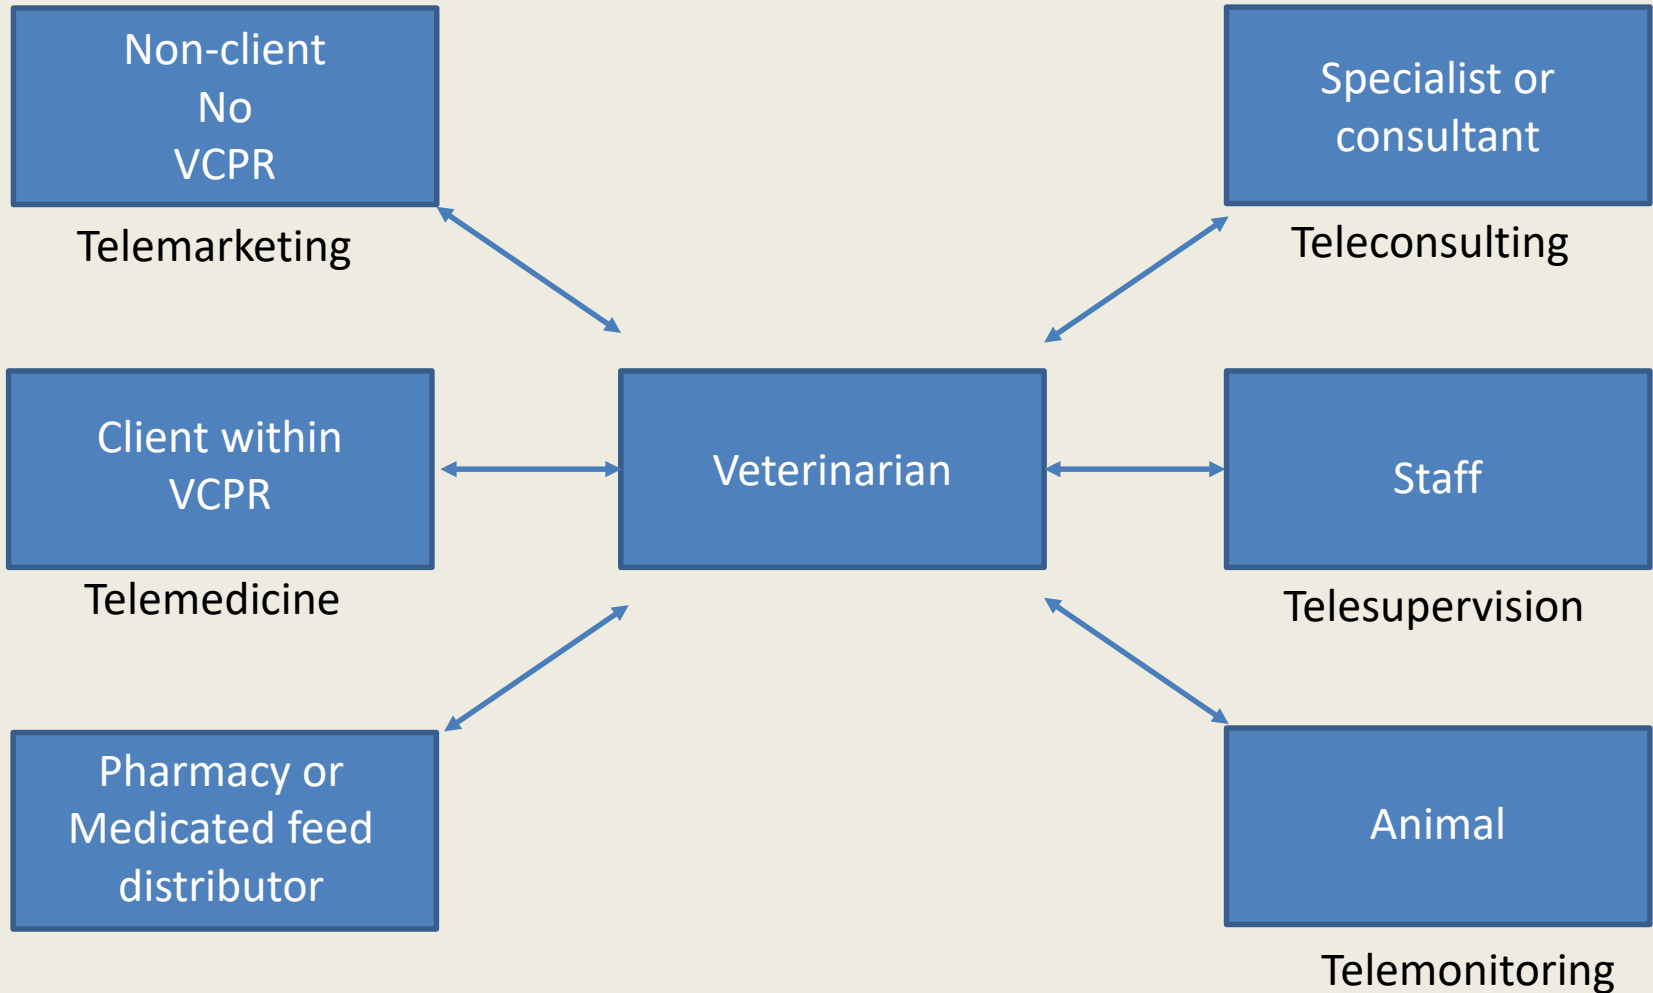 Non-client
No
VCPR
Telemarketing
Specialist or
consultant
Teleconsulting
Client within
VCPR
Telemedicine
Veterinarian
Staff
Telesupervision
Pharmacy or
Medicated feed
distributor
Animal
Telemonitoring